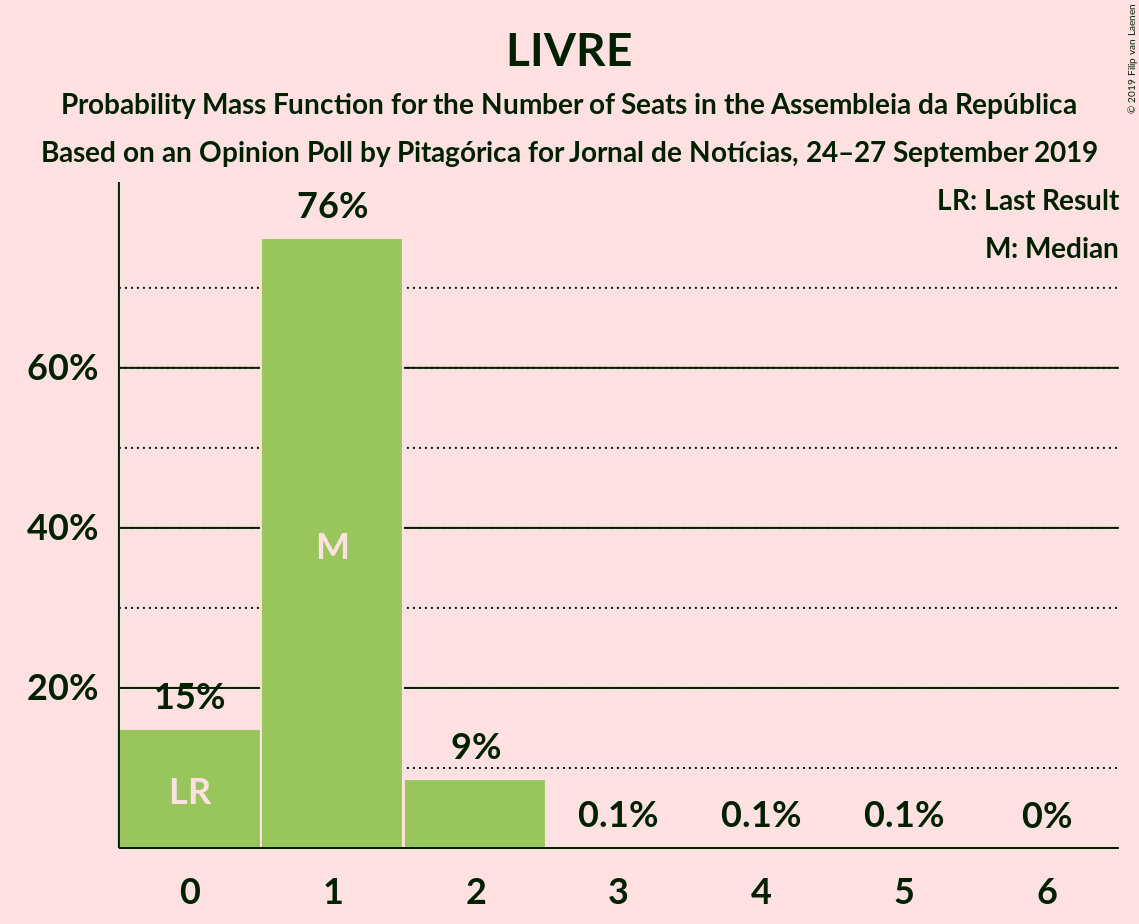 LIVRE
Probability Mass Function for the Number of Seats in the Assembleia da República
Based on an Opinion Poll by Pitagórica for Jornal de Notícias, 24–27 September 2019
© 2019 Filip van Laenen
LR: Last Result
M: Median
76%
60%
40%
20%
M
15%
LR
9%
0.1%
0.1%
0.1%
0%
0
1
2
3
4
5
6